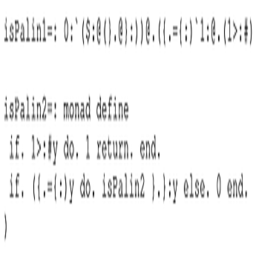 isPalin1=: 0:`($:@(}.@}:))@.({.={:)`1:@.(1>:#)
isPalin2=: monad define
if. 1>:#y do. 1 return. end.
if. ({.={:)y do. isPalin2 }.}:y else. 0 end.
)